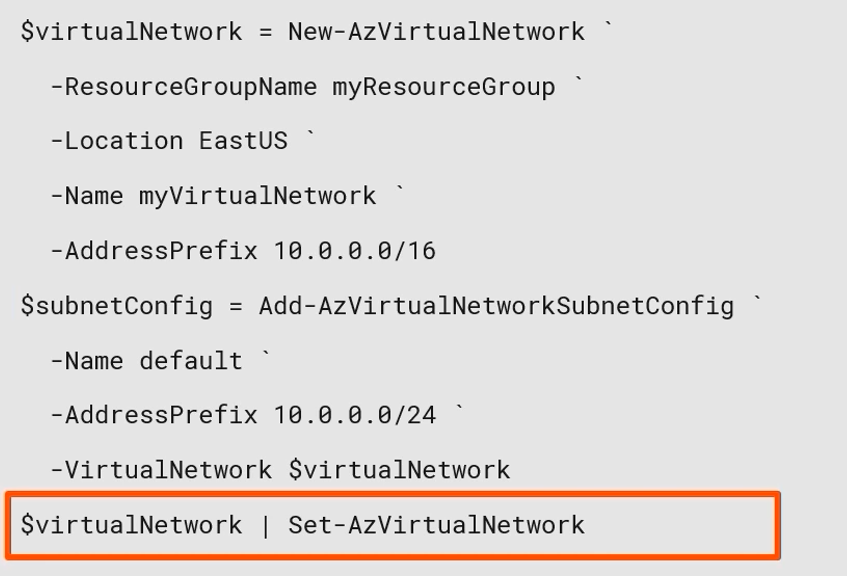 $virtualNetwork = New-AzVirtualNetwork `
-ResourceGroupName myResourceGroup `
-Location EastUS `
-Name myVirtualNetwork `
-AddressPrefix 10.0.0.0/16
$subnetConfig = Add-AzVirtualNetworkSubnetConfig `
-Name default `
-AddressPrefix 10.0.0.0/24 `
-VirtualNetwork $virtualNetwork
$virtualNetwork | Set-AzVirtualNetwork